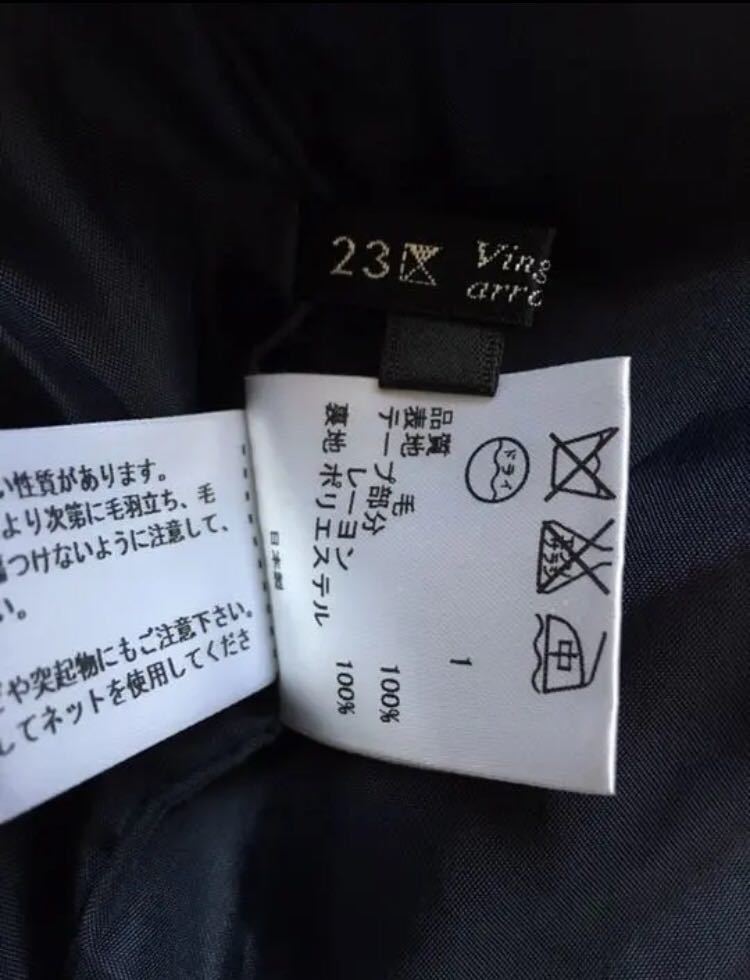 23区 Ving
arr
品質 1
表地 毛 100%
テープ部分 レーヨン 100%
裏地 ポリエステル
日本製
ドライ
中
い性質があります。
より次第に毛羽立ち、毛
つけないように注意して、
い。
や突起物にもご注意下さい。
してネットを使用してくださ